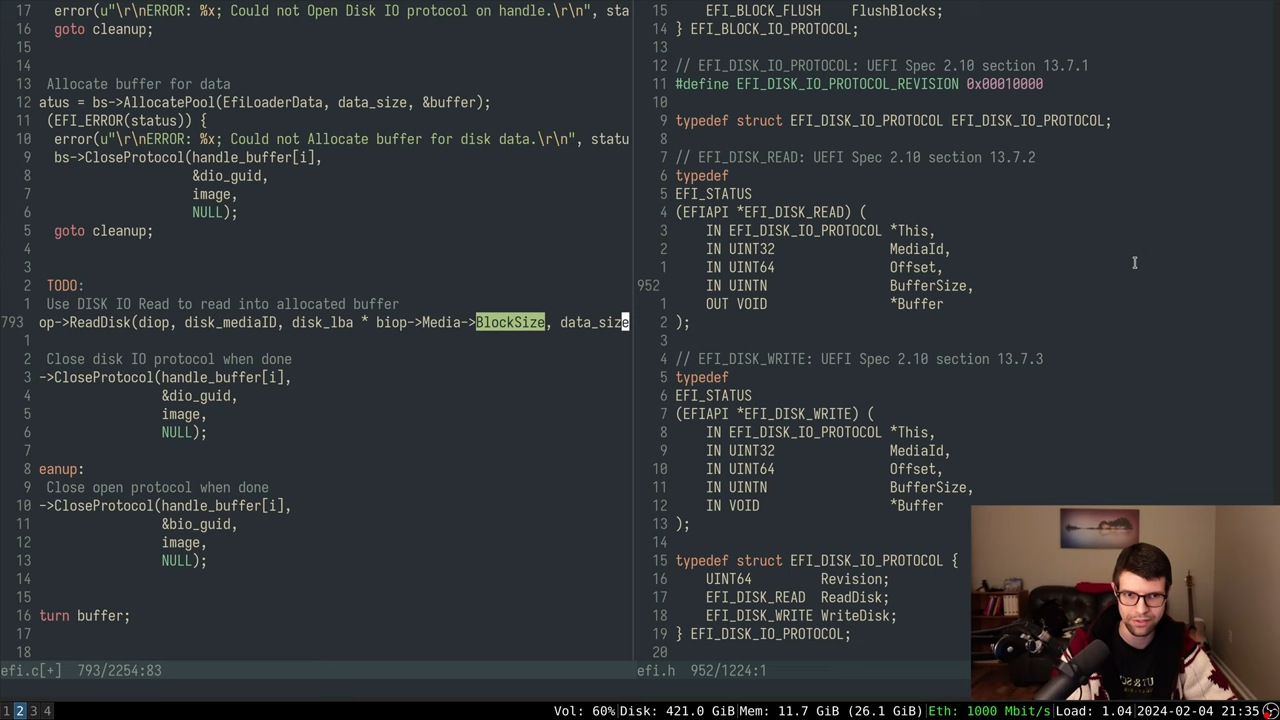 17   error(u"\r\nERROR: %x; Could not Open Disk IO protocol on handle.\r\n", sta
16   goto cleanup;
15
14
13  Allocate buffer for data
12 atus = bs->AllocatePool(EfiLoaderData, data_size, &buffer);
11  (EFI_ERROR(status)) {
10   error(u"\r\nERROR: %x; Could not Allocate buffer for disk data.\r\n", statu
9   bs->CloseProtocol(handle_buffer[i],
8                     &dio_guid,
7                     image,
6                     NULL);
5   goto cleanup;
4
3
2  TODO:
1  Use DISK IO Read to read into allocated buffer
793 op->ReadDisk(diop, disk_mediaID, disk_lba * biop->Media->BlockSize, data_size
1
2  Close disk IO protocol when done
3 ->CloseProtocol(handle_buffer[i],
4                 &dio_guid,
5                 image,
6                 NULL);
7
8 eanup:
9  Close open protocol when done
10 ->CloseProtocol(handle_buffer[i],
11                 &bio_guid,
12                 image,
13                 NULL);
14
15
16 turn buffer;
17
18
efi.c[+]  793/2254:83
15     EFI_BLOCK_FLUSH    FlushBlocks;
14 } EFI_BLOCK_IO_PROTOCOL;
13
12 // EFI_DISK_IO_PROTOCOL: UEFI Spec 2.10 section 13.7.1
11 #define EFI_DISK_IO_PROTOCOL_REVISION 0x00010000
10
9 typedef struct EFI_DISK_IO_PROTOCOL EFI_DISK_IO_PROTOCOL;
8
7 // EFI_DISK_READ: UEFI Spec 2.10 section 13.7.2
6 typedef
5 EFI_STATUS
4 (EFIAPI *EFI_DISK_READ) (
3     IN EFI_DISK_IO_PROTOCOL *This,
2     IN UINT32               MediaId,
1     IN UINT64               Offset,
952     IN UINTN                BufferSize,
1     OUT VOID                *Buffer
2 );
3
4 // EFI_DISK_WRITE: UEFI Spec 2.10 section 13.7.3
5 typedef
6 EFI_STATUS
7 (EFIAPI *EFI_DISK_WRITE) (
8     IN EFI_DISK_IO_PROTOCOL *This,
9     IN UINT32               MediaId,
10     IN UINT64               Offset,
11     IN UINTN                BufferSize,
12     IN VOID                 *Buffer
13 );
14
15 typedef struct EFI_DISK_IO_PROTOCOL {
16     UINT64         Revision;
17     EFI_DISK_READ  ReadDisk;
18     EFI_DISK_WRITE WriteDisk;
19 } EFI_DISK_IO_PROTOCOL;
20
efi.h  952/1224:1
1 2 3 4
Vol: 60% Disk: 421.0 GiB Mem: 11.7 GiB (26.1 GiB) Eth: 1000 Mbit/s Load: 1.04 2024-02-04 21:35